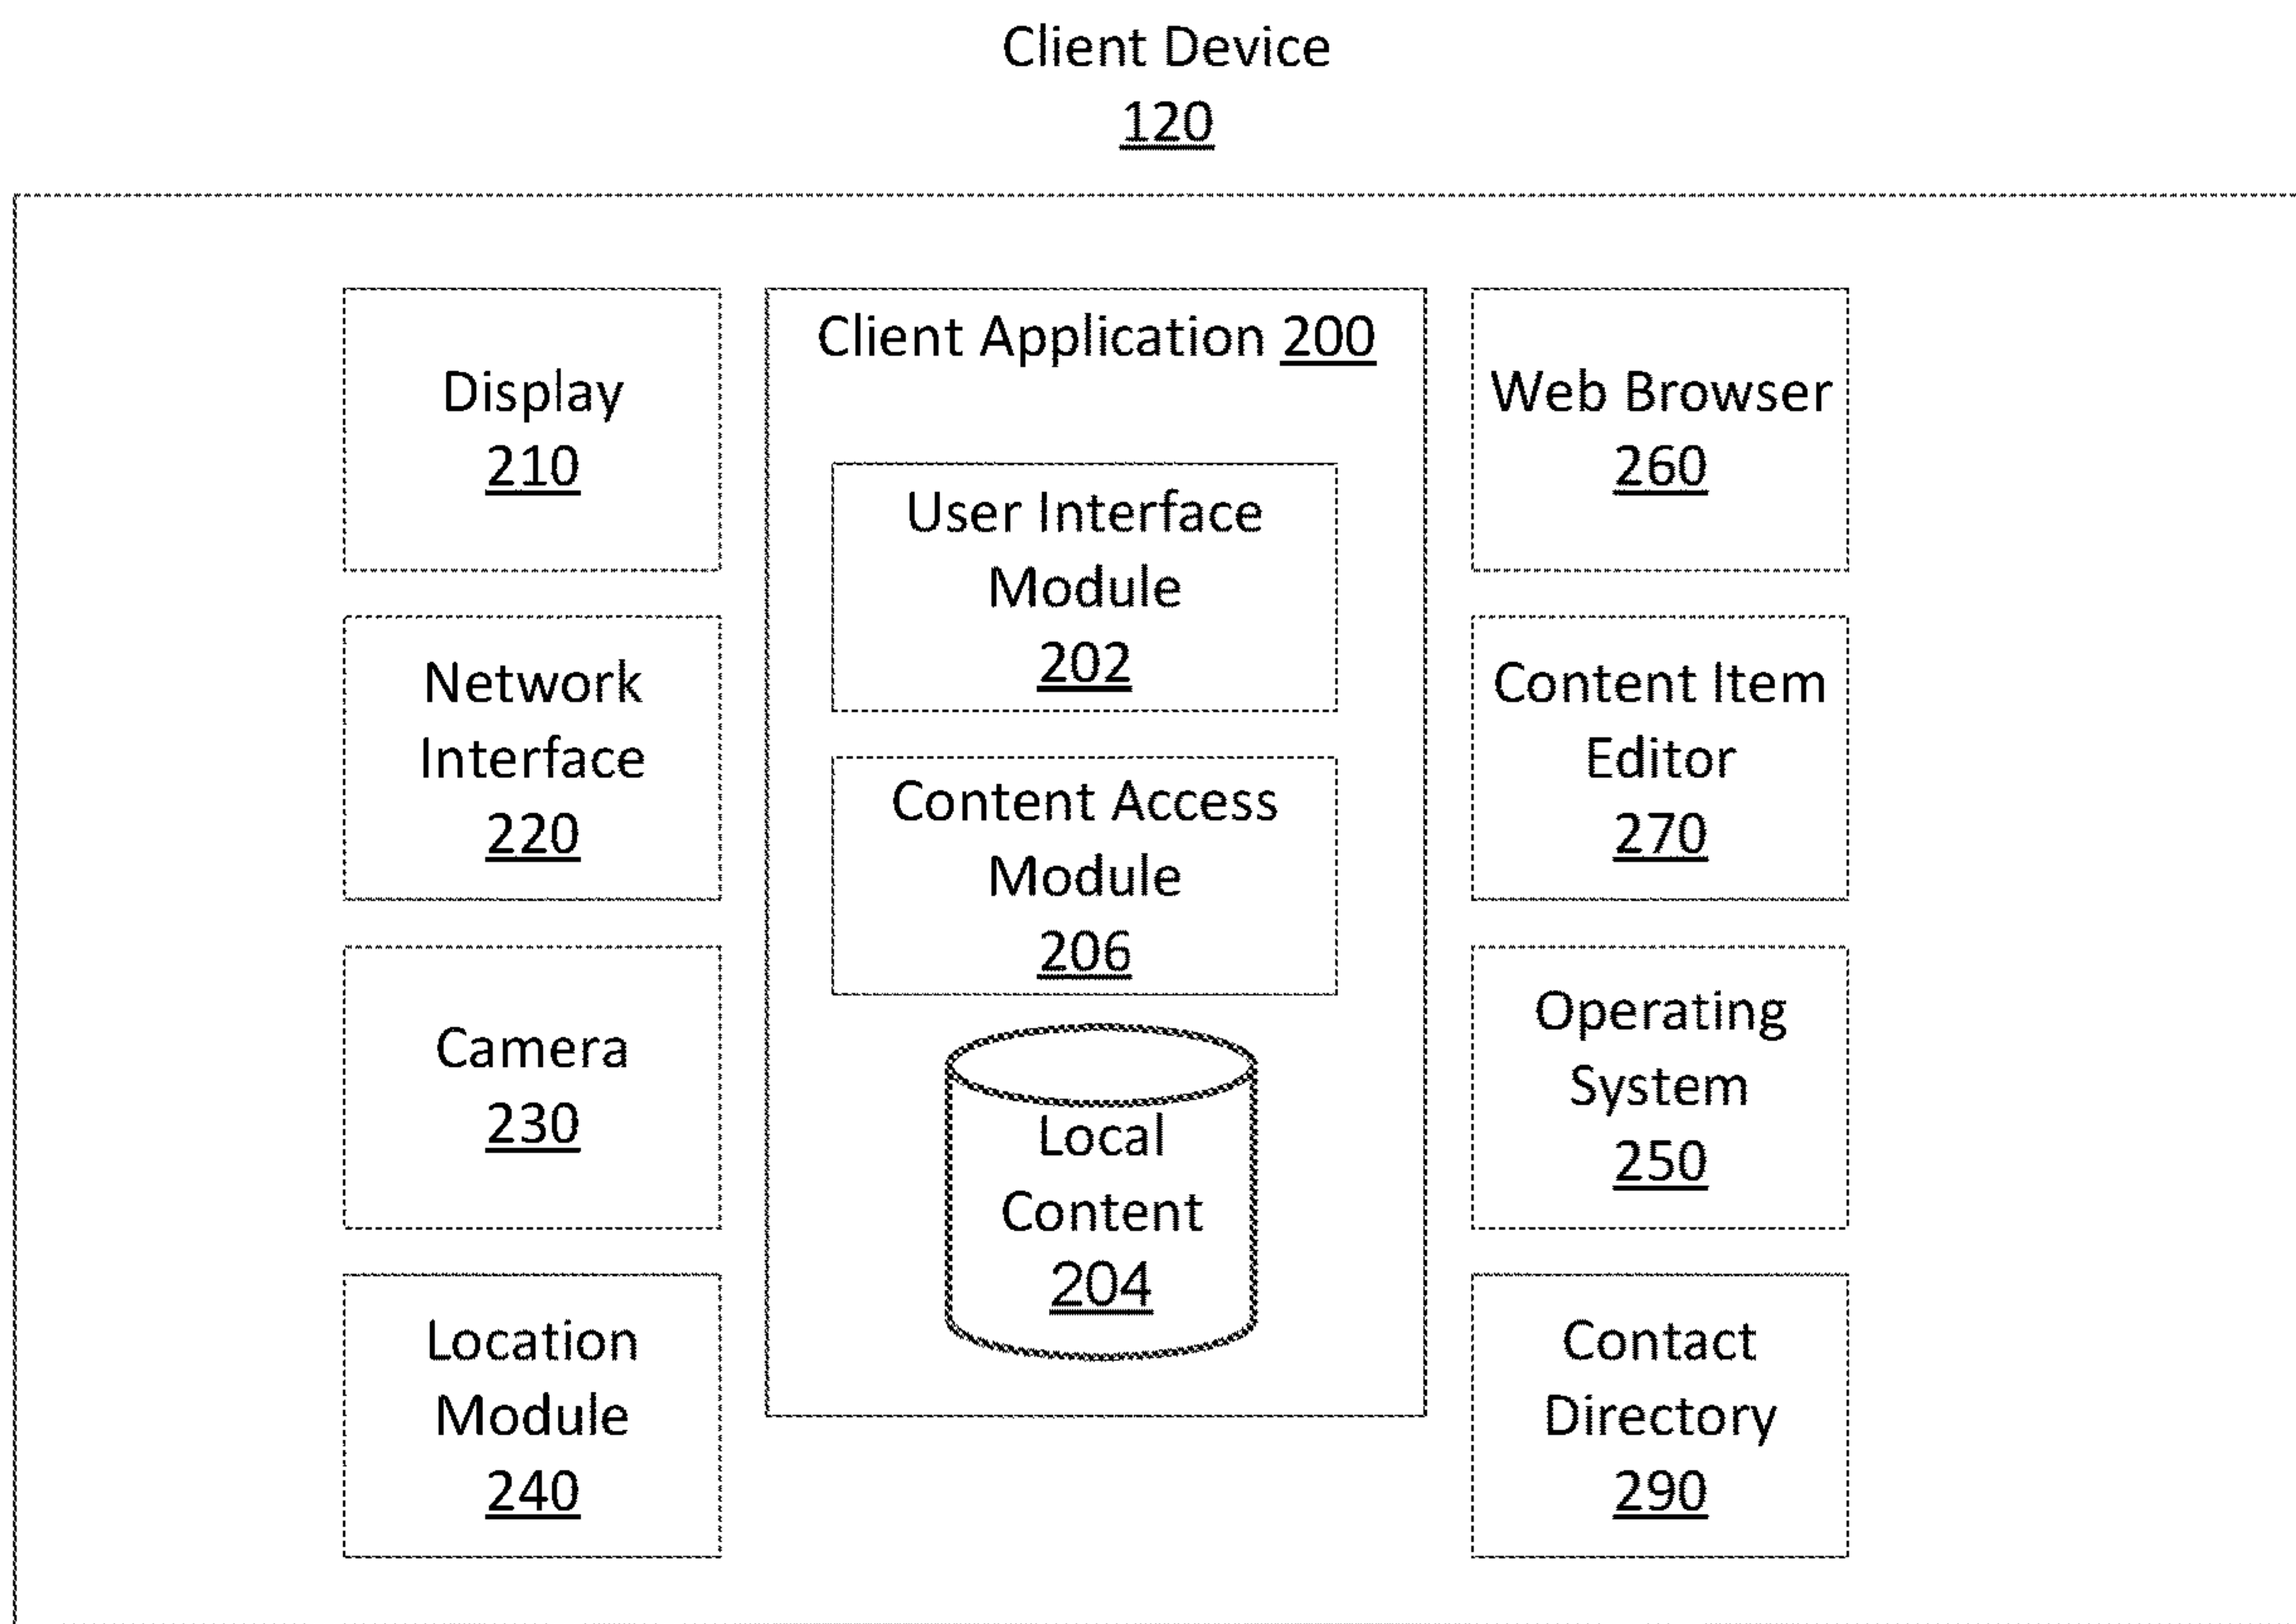 Client Device
120
Display
210
Network
Interface
220
Camera
230
Location
Module
240
Client Application 200
User Interface
Module
202
Content Access
Module
206
Local
Content
204
Web Browser
260
Content Item
Editor
270
Operating
System
250
Contact
Directory
290